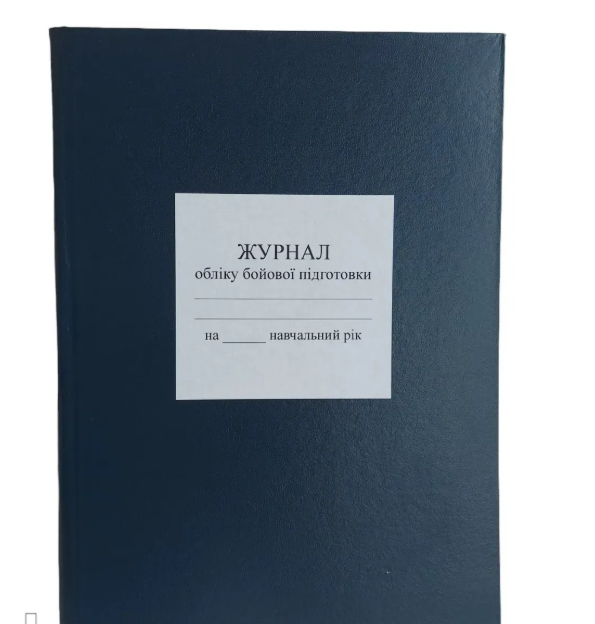 ЖУРНАЛ
обліку бойової підготовки
на ______ навчальний рік